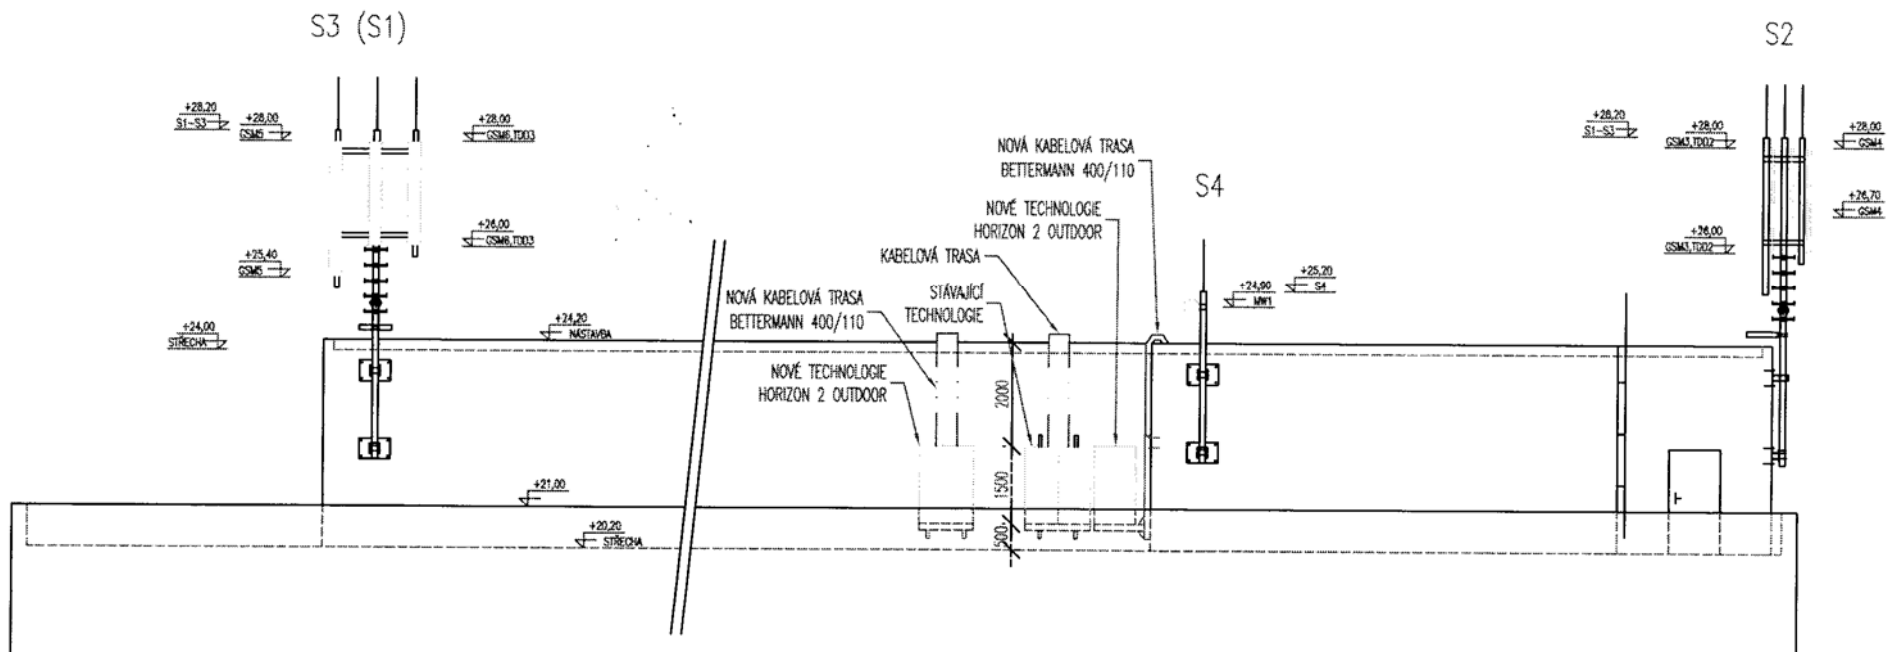 S3 (S1)
S2
+28,20
S1-S3
+28,00
GSM5
+28,00
GSM6,TDD3
+26,00
GSM6,TDD3
+25,40
GSM5
+24,00
STŘECHA
+24,20
NÁSTAVBA
+21,00
+20,20
STŘECHA
NOVÁ KABELOVÁ TRASA
BETTERMANN 400/110
NOVÉ TECHNOLOGIE
HORIZON 2 OUTDOOR
KABELOVÁ TRASA
STÁVAJÍCÍ
TECHNOLOGIE
NOVÁ KABELOVÁ TRASA
BETTERMANN 400/110
NOVÉ TECHNOLOGIE
HORIZON 2 OUTDOOR
2000
1500
500
S4
+24,90
MW1
+25,20
S4
+28,20
S1-S3
+28,00
GSM3,TDD2
+26,00
GSM3,TDD2
+28,00
GSM4
+26,70
GSM4